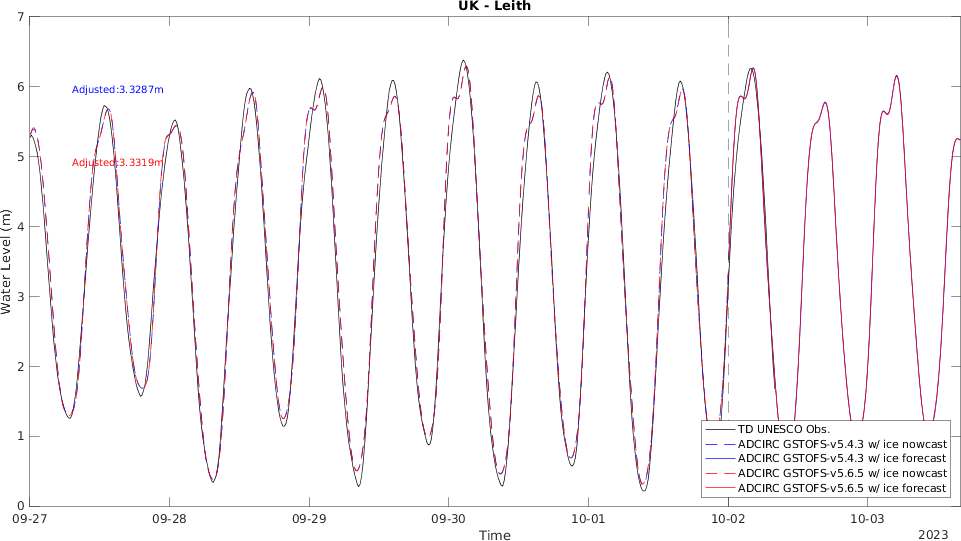 UK - Leith
7
6
5
4
3
2
1
0
Water Level (m)
Adjusted:3.3287m
Adjusted:3.3319m
TD UNESCO Obs.
ADCIRC GSTOFS-v5.4.3 w/ ice nowcast
ADCIRC GSTOFS-v5.4.3 w/ ice forecast
ADCIRC GSTOFS-v5.6.5 w/ ice nowcast
ADCIRC GSTOFS-v5.6.5 w/ ice forecast
09-27 09-28 09-29 09-30 10-01 10-02 10-03
Time
2023